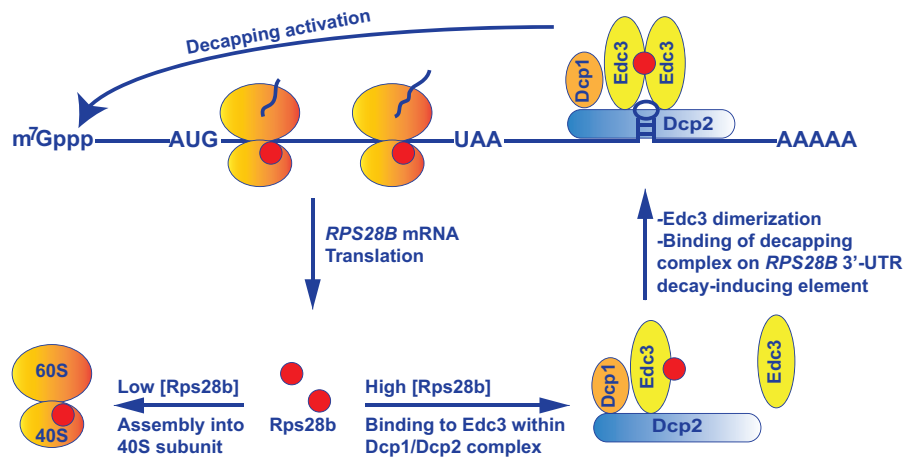 Decapping activation
Dcp1
Edc3
Edc3
Dcp2
m⁷Gppp
AUG
UAA
AAAAA
RPS28B mRNA
Translation
-Edc3 dimerization
-Binding of decapping
complex on RPS28B 3’-UTR
decay-inducing element
60S
40S
Low [Rps28b]
Assembly into
40S subunit
Rps28b
High [Rps28b]
Binding to Edc3 within
Dcp1/Dcp2 complex
Dcp1
Edc3
Dcp2
Edc3